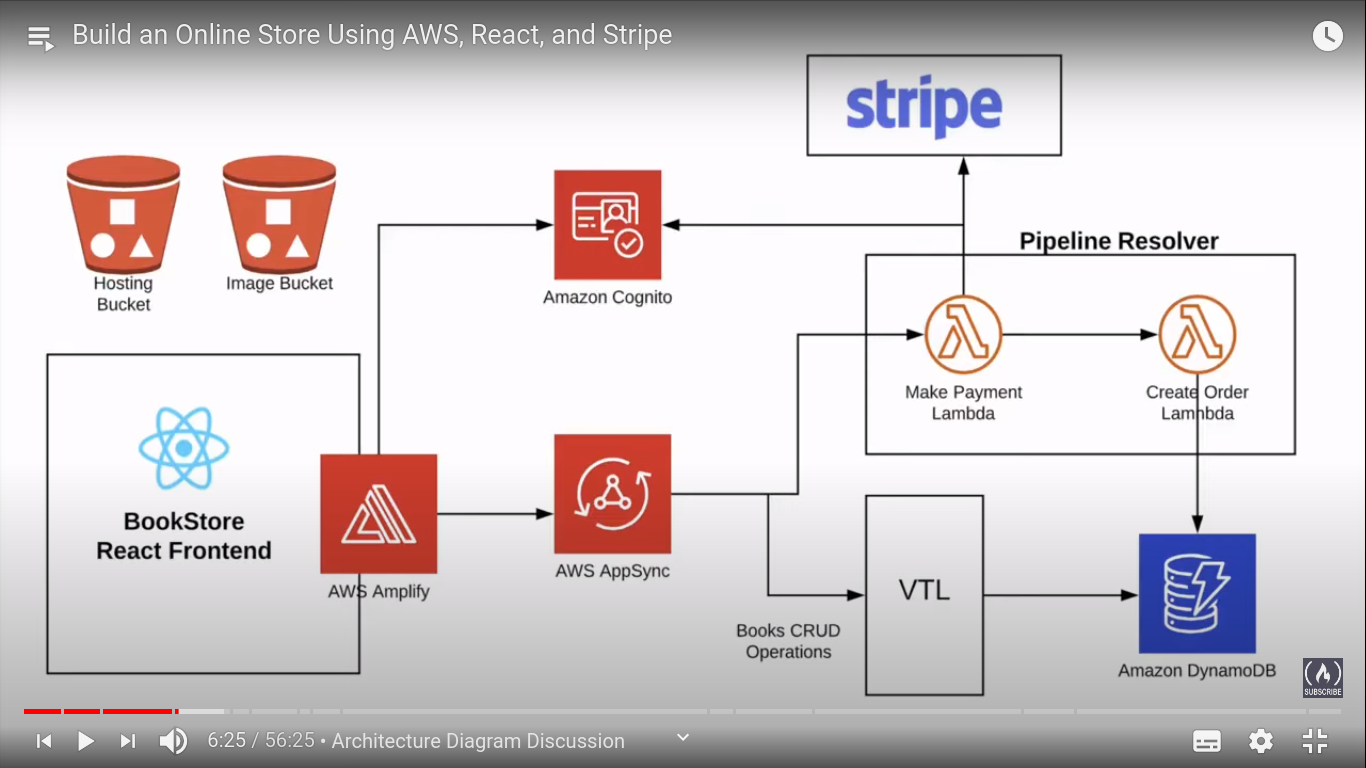 Build an Online Store Using AWS, React, and Stripe
stripe
Hosting
Bucket
Image Bucket
Amazon Cognito
Pipeline Resolver
Make Payment
Lambda
Create Order
Lamnbda
BookStore
React Frontend
AWS Amplify
AWS AppSync
VTL
Books CRUD
Operations
Amazon DynamoDB
SUBSCRIBE
6:25 / 56:25 • Architecture Diagram Discussion